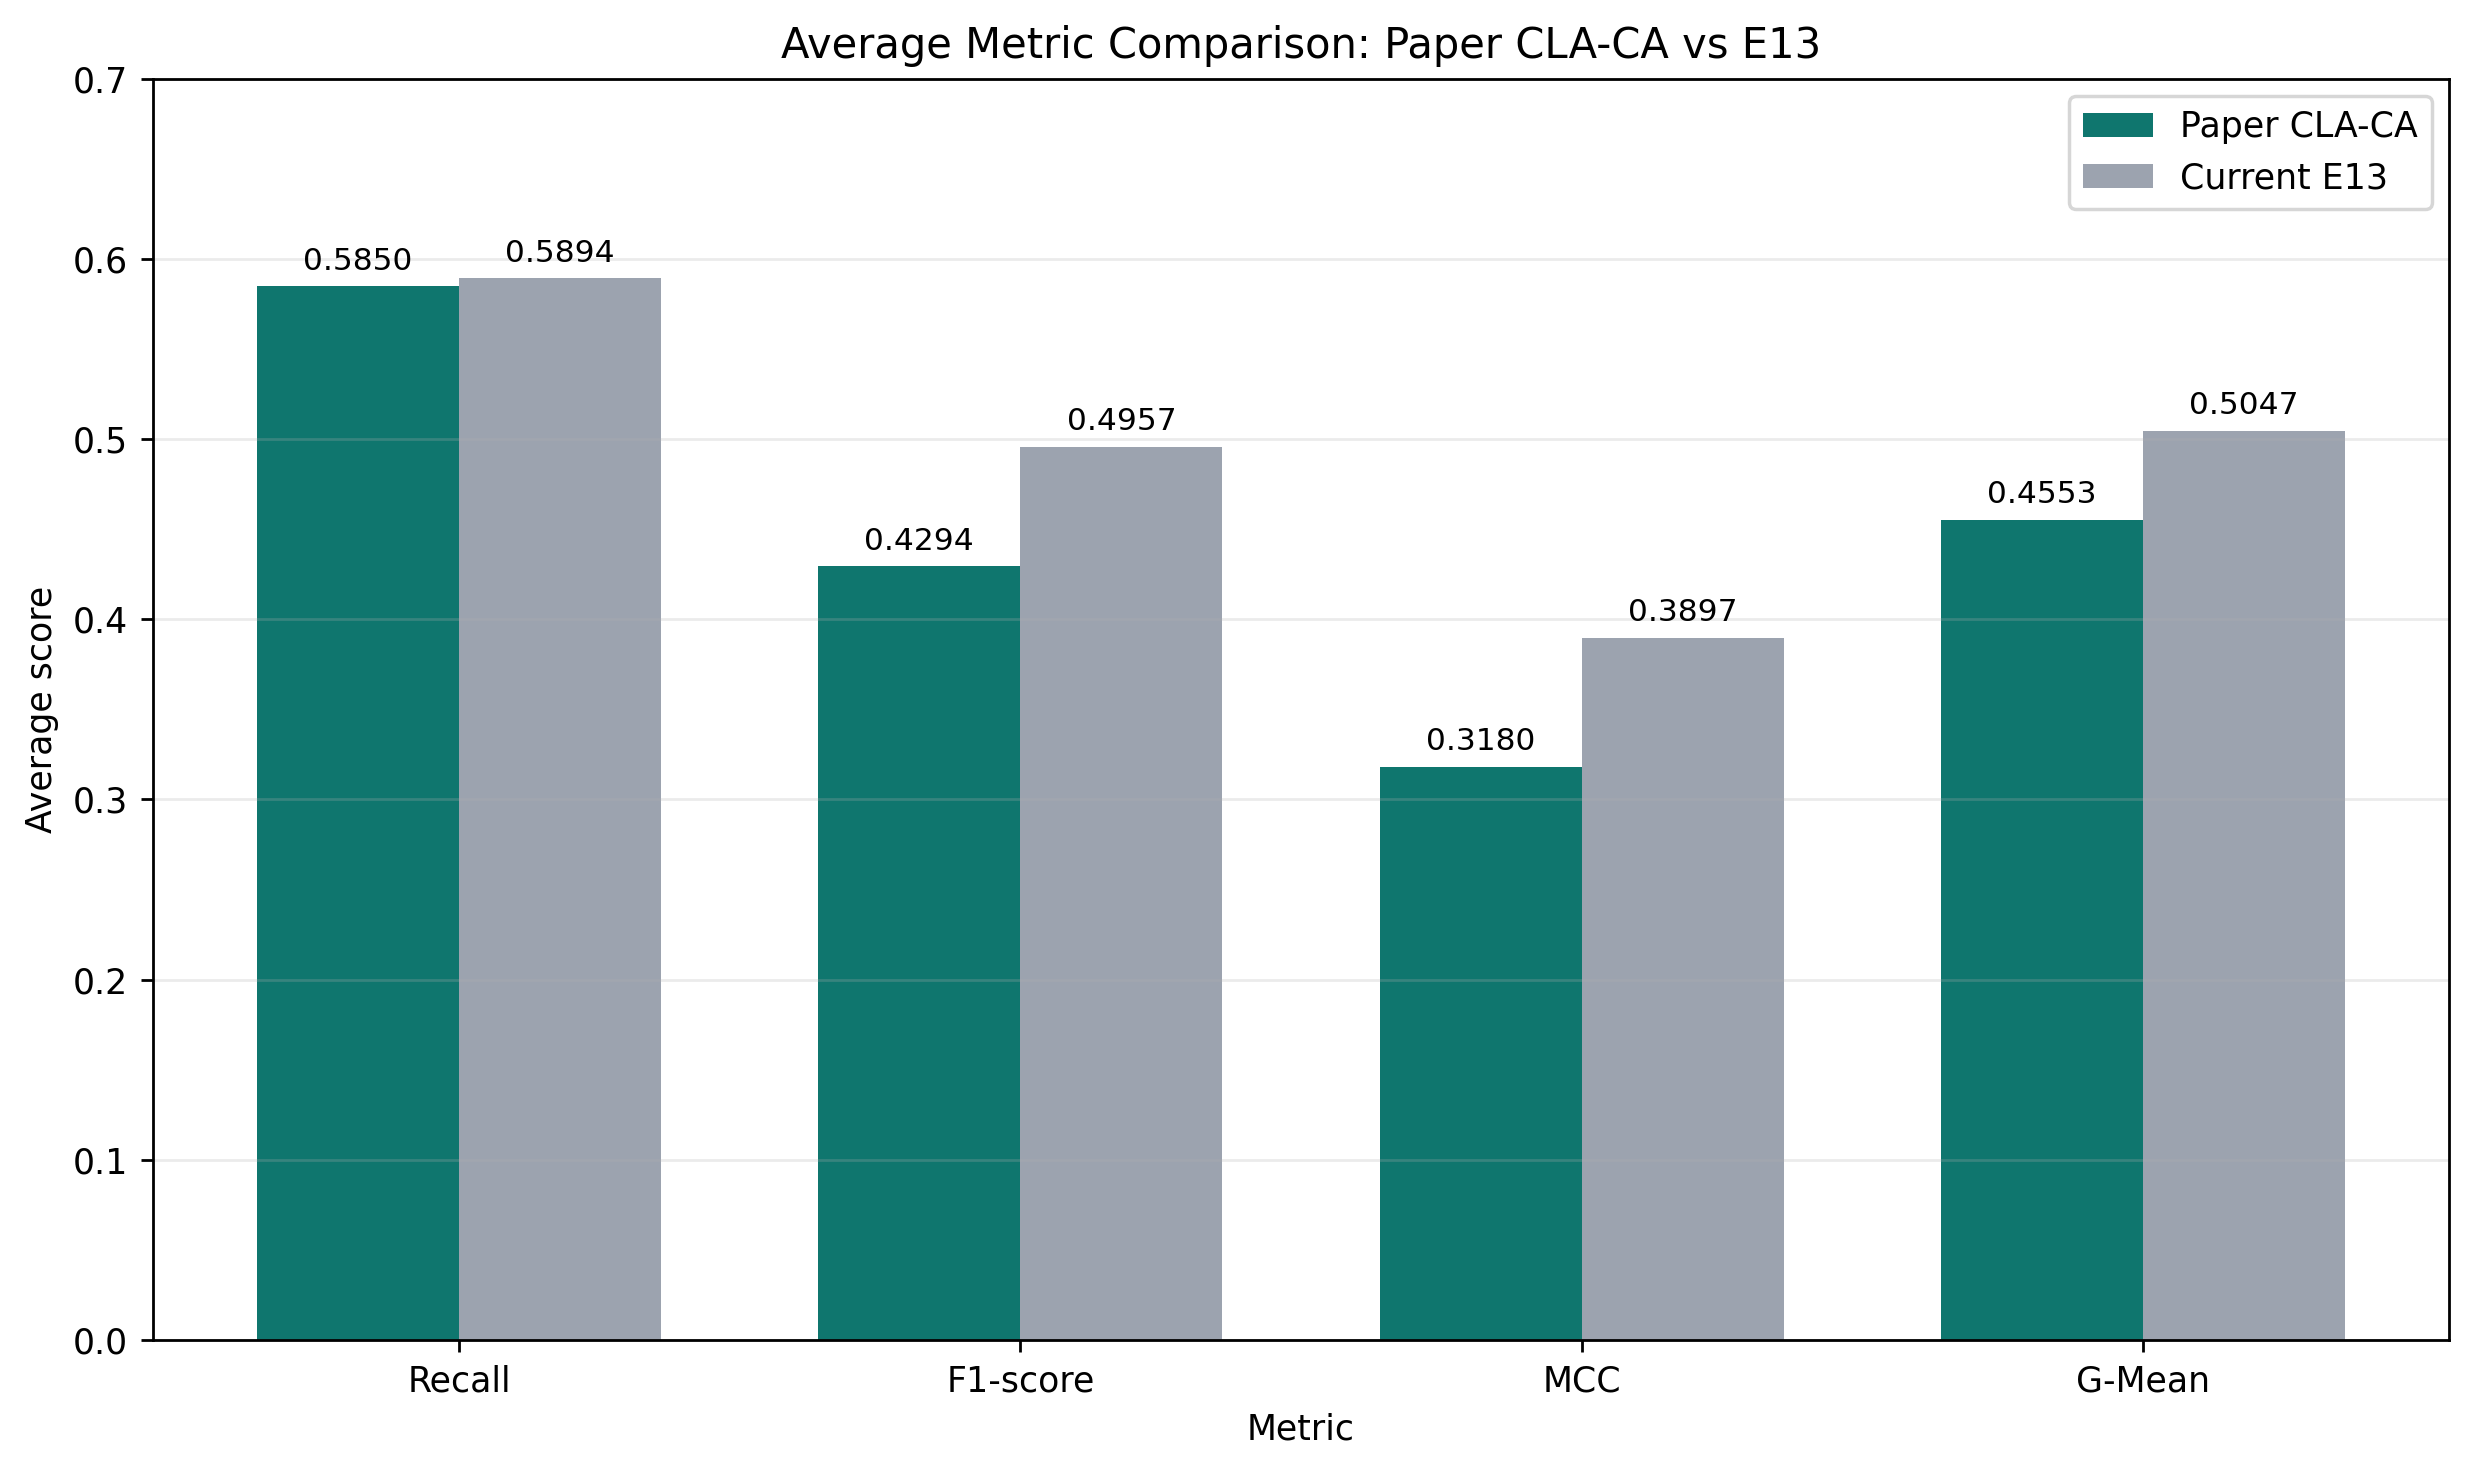 Average Metric Comparison: Paper CLA-CA vs E13
Paper CLA-CA
Current E13
Average score
0.7
0.6
0.5
0.4
0.3
0.2
0.1
0.0
0.5850
0.5894
0.4294
0.4957
0.3180
0.3897
0.4553
0.5047
Recall
F1-score
MCC
G-Mean
Metric